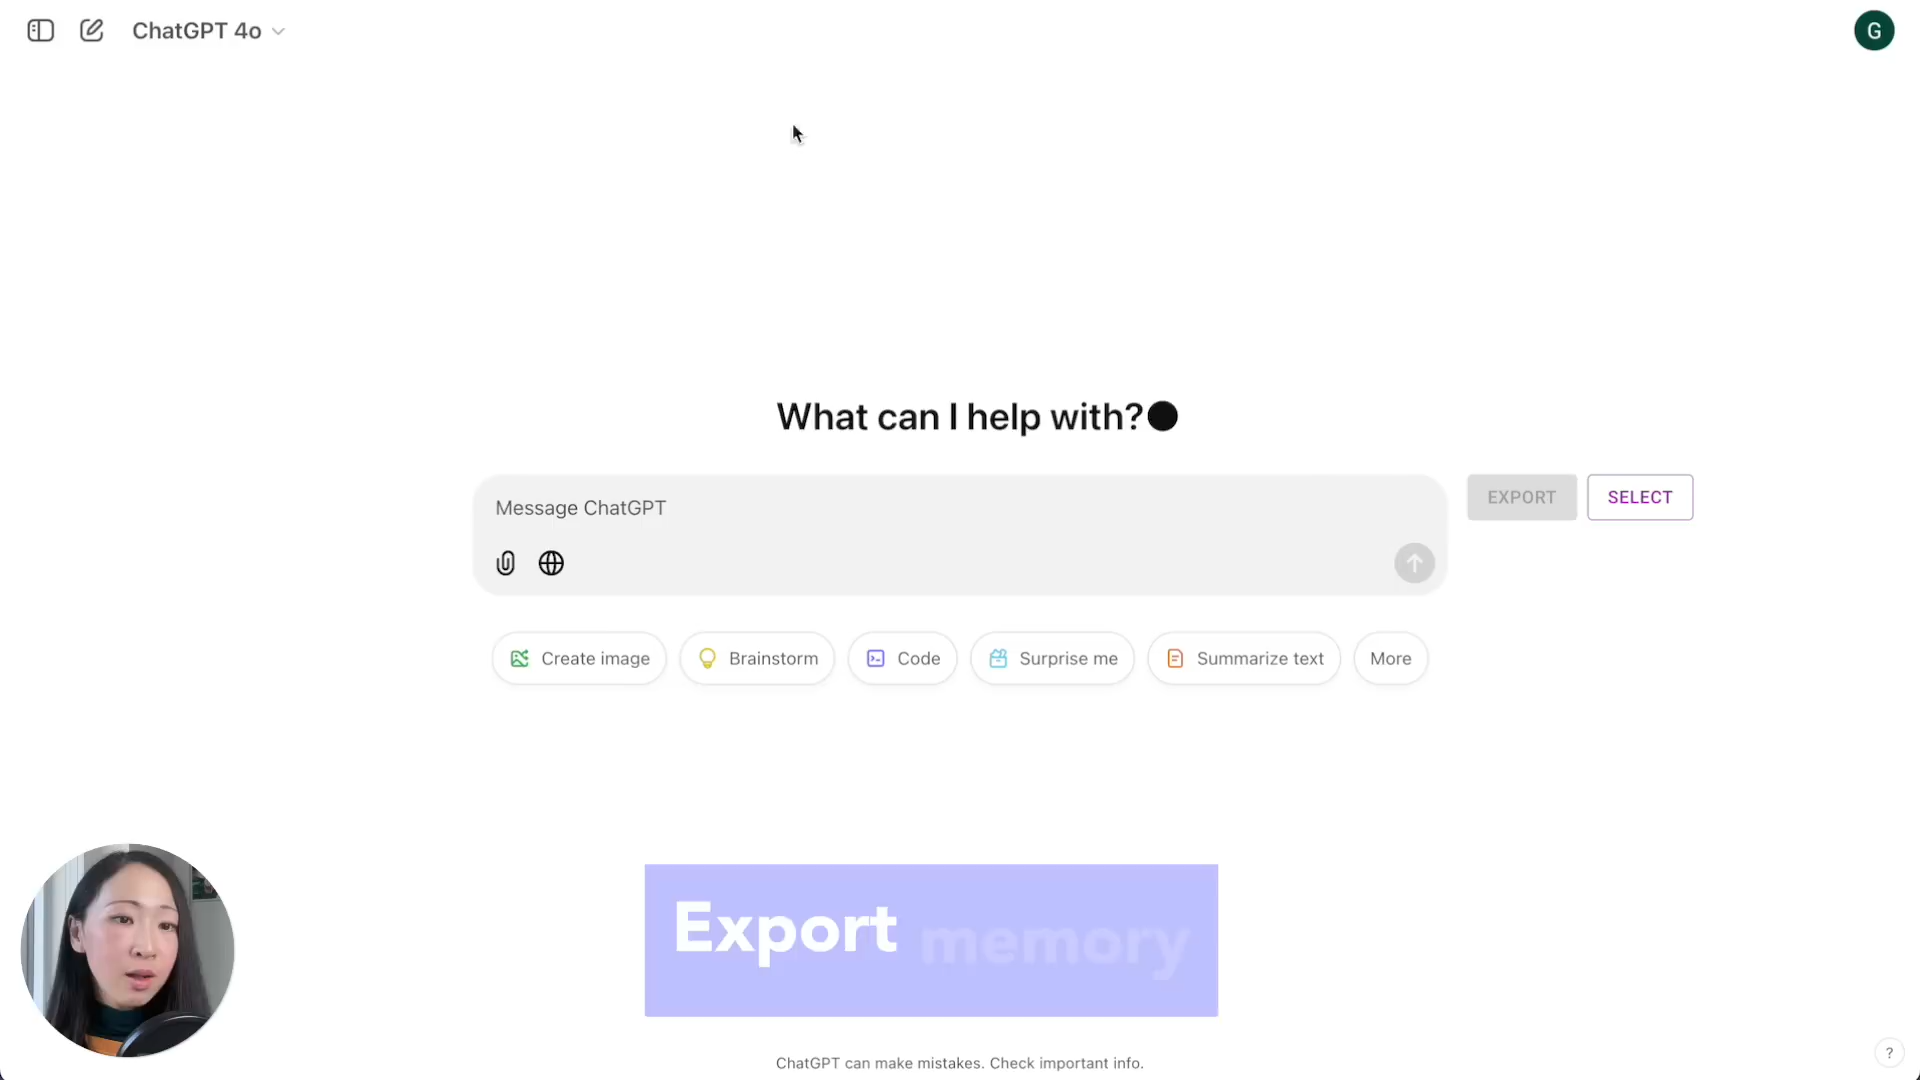 ChatGPT 4o
G
What can I help with?
Message ChatGPT
EXPORT
SELECT
Create image
Brainstorm
Code
Surprise me
Summarize text
More
Export memory
ChatGPT can make mistakes. Check important info.
?